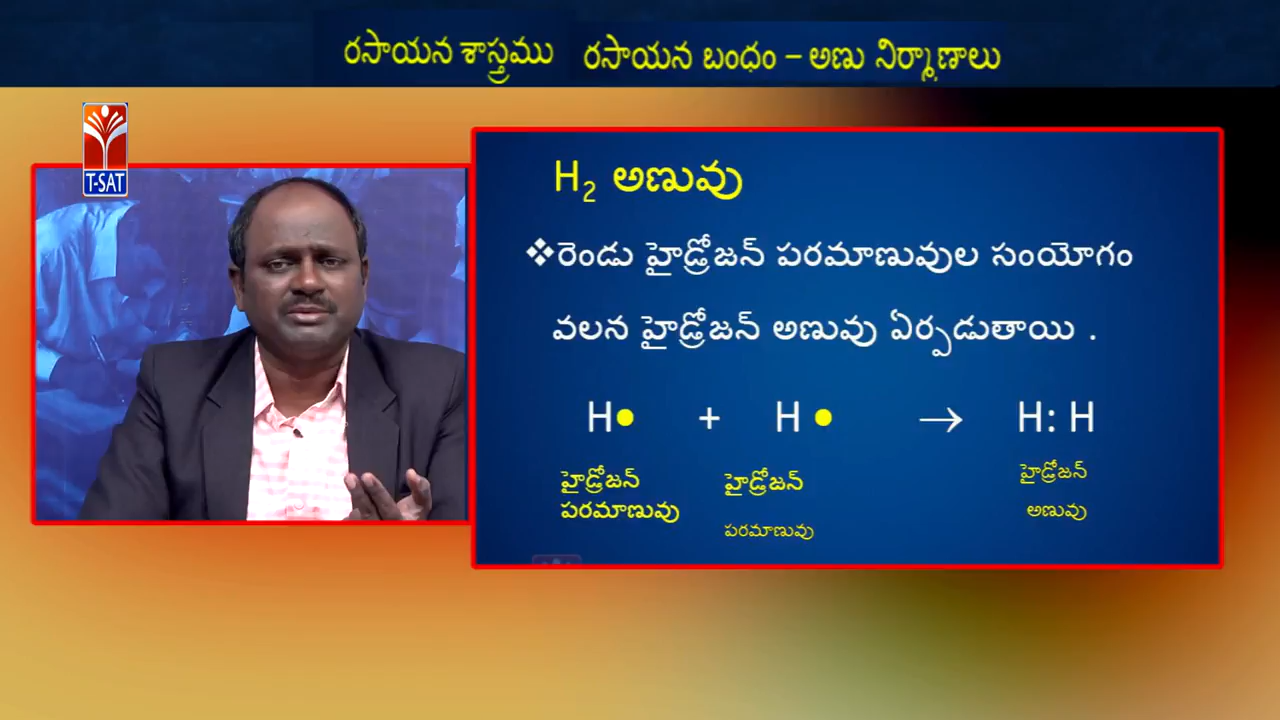 రసాయన శాస్త్రము రసాయన బంధం – అణు నిర్మాణాలు
T-SAT
H₂ అణువు
❖రెండు హైడ్రోజన్ పరమాణువుల సంయోగం
వలన హైడ్రోజన్ అణువు ఏర్పడుతాయి .
H• + H • → H: H
హైడ్రోజన్ హైడ్రోజన్ హైడ్రోజన్
పరమాణువు పరమాణువు అణువు